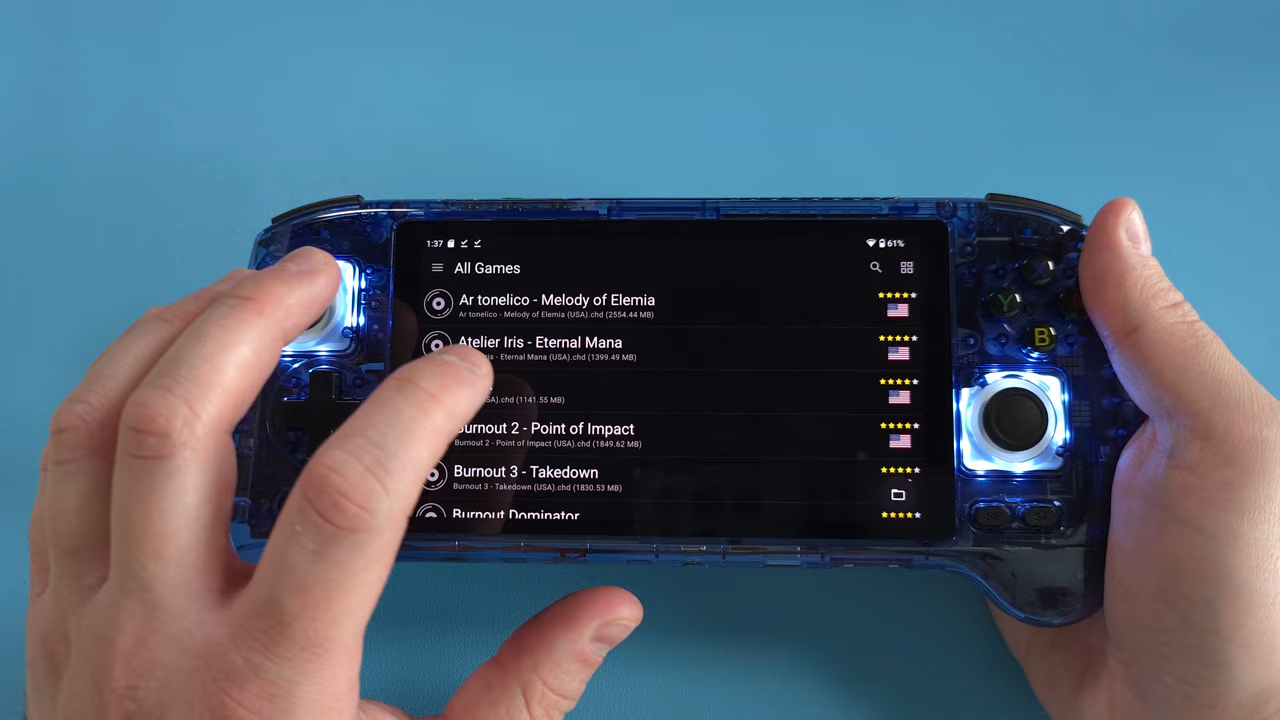 1:37
61%
All Games
Ar tonelico - Melody of Elemia
Ar tonelico - Melody of Elemia (USA).chd (2554.44 MB)
Atelier Iris - Eternal Mana
- Eternal Mana (USA).chd (1399.49 MB)
.chd (1141.55 MB)
Burnout 2 - Point of Impact
Burnout 2 - Point of Impact (USA).chd (1849.62 MB)
Burnout 3 - Takedown
Burnout 3 - Takedown (USA).chd (1830.53 MB)
Burnout Dominator
X
Y
B